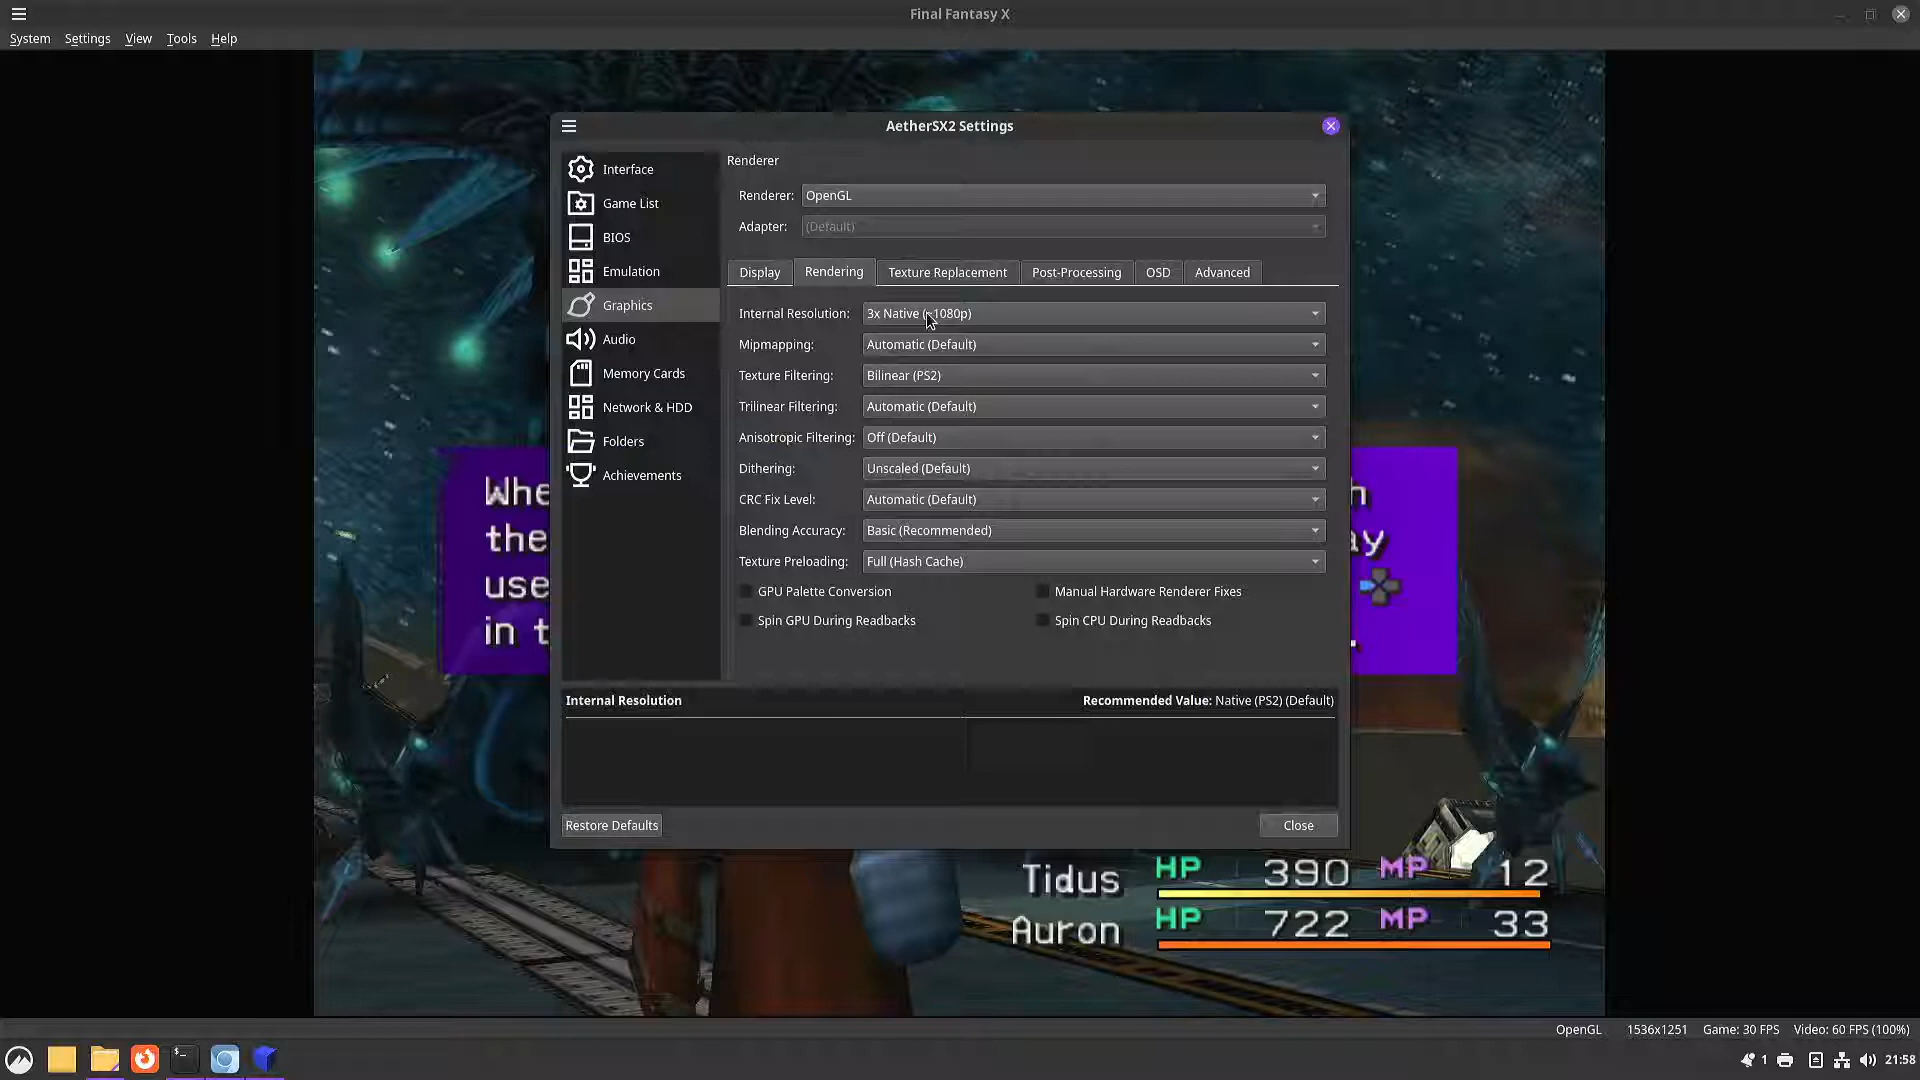 Final Fantasy X
System Settings View Tools Help
AetherSX2 Settings
Interface
Game List
BIOS
Emulation
Graphics
Audio
Memory Cards
Network & HDD
Folders
Achievements
Renderer
Renderer: OpenGL
Adapter: (Default)
Display Rendering Texture Replacement Post-Processing OSD Advanced
Internal Resolution: 3x Native (~1080p)
Mipmapping: Automatic (Default)
Texture Filtering: Bilinear (PS2)
Trilinear Filtering: Automatic (Default)
Anisotropic Filtering: Off (Default)
Dithering: Unscaled (Default)
CRC Fix Level: Automatic (Default)
Blending Accuracy: Basic (Recommended)
Texture Preloading: Full (Hash Cache)
GPU Palette Conversion Manual Hardware Renderer Fixes
Spin GPU During Readbacks Spin CPU During Readbacks
Internal Resolution Recommended Value: Native (PS2) (Default)
Restore Defaults Close
Whe
the
use
in t
Tidus HP 390 MP 12
Auron HP 722 MP 33
OpenGL 1536x1251 Game: 30 FPS Video: 60 FPS (100%)
1 21:58